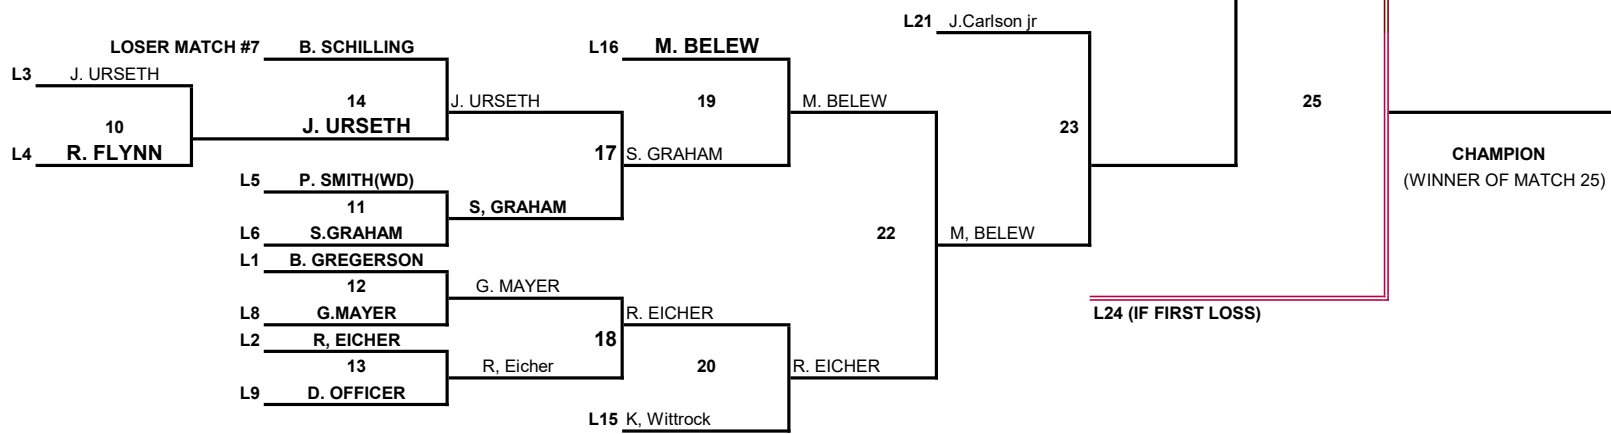 L21 J.Carlson jr
LOSER MATCH #7 B. SCHILLING
L16 M. BELEW
L3 J. URSETH
14
J. URSETH
19
M. BELEW
25
10
J. URSETH
23
L4 R. FLYNN
17
S. GRAHAM
CHAMPION
(WINNER OF MATCH 25)
L5 P. SMITH(WD)
11
S, GRAHAM
L6 S.GRAHAM
22
M, BELEW
L1 B. GREGERSON
12
G. MAYER
L8 G.MAYER
R. EICHER
L24 (IF FIRST LOSS)
L2 R, EICHER
18
13
R, Eicher
20
R. EICHER
L9 D. OFFICER
L15 K, Wittrock